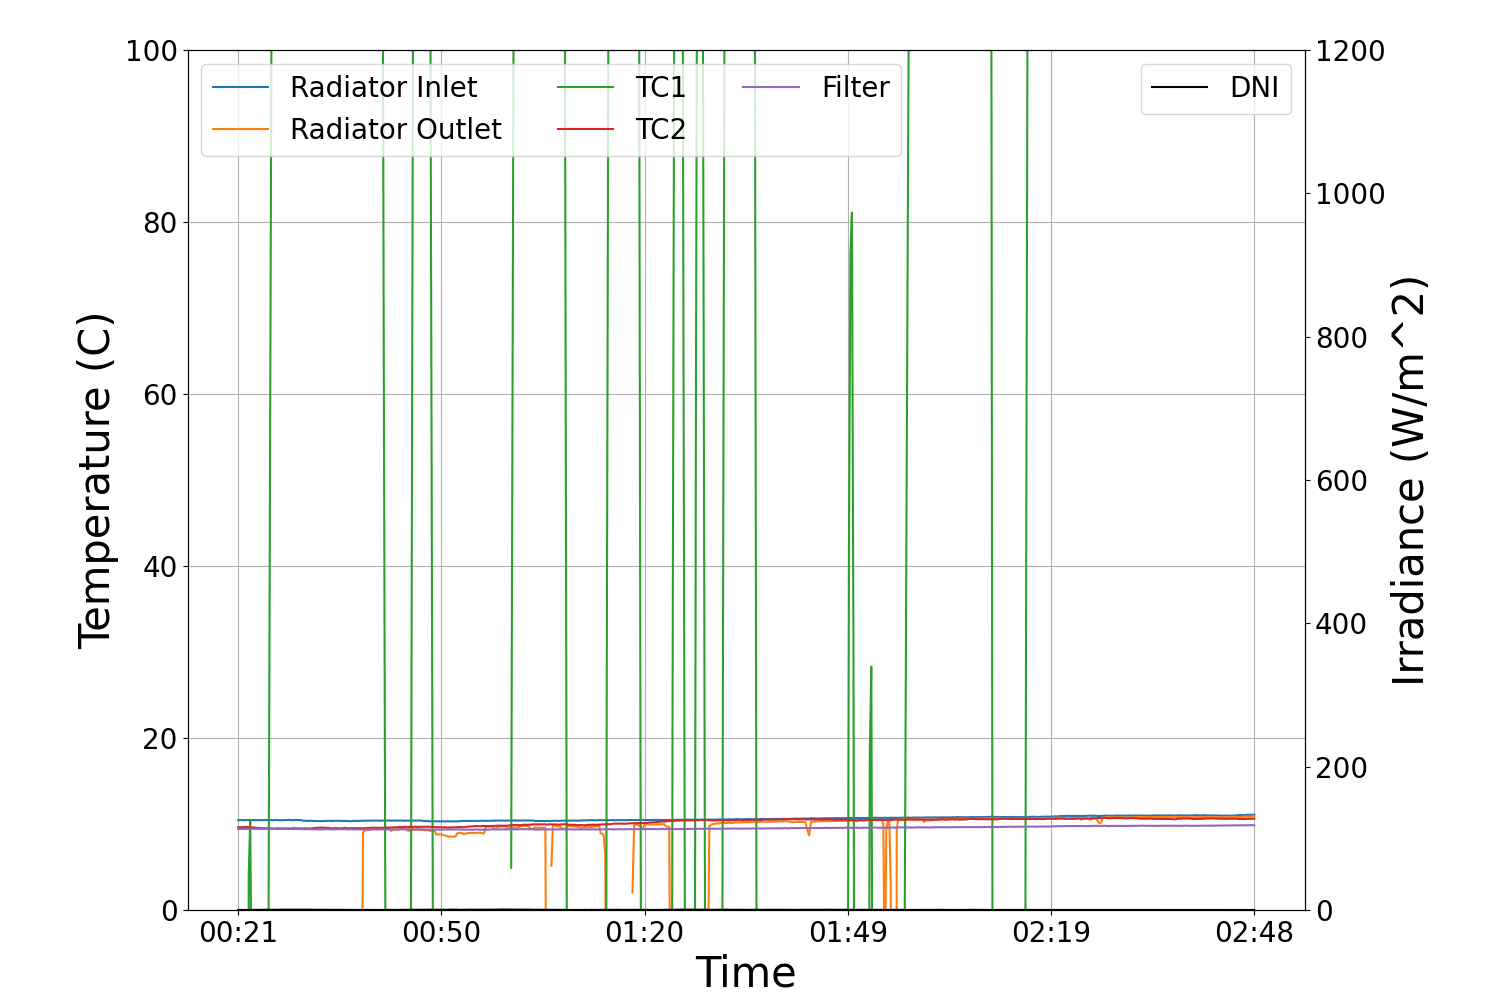 100
80
60
40
20
0
Temperature (C)
Radiator Inlet
Radiator Outlet
TC1
TC2
Filter
DNI
1200
1000
800
600
400
200
0
Irradiance (W/m^2)
00:21 00:50 01:20 01:49 02:19 02:48
Time